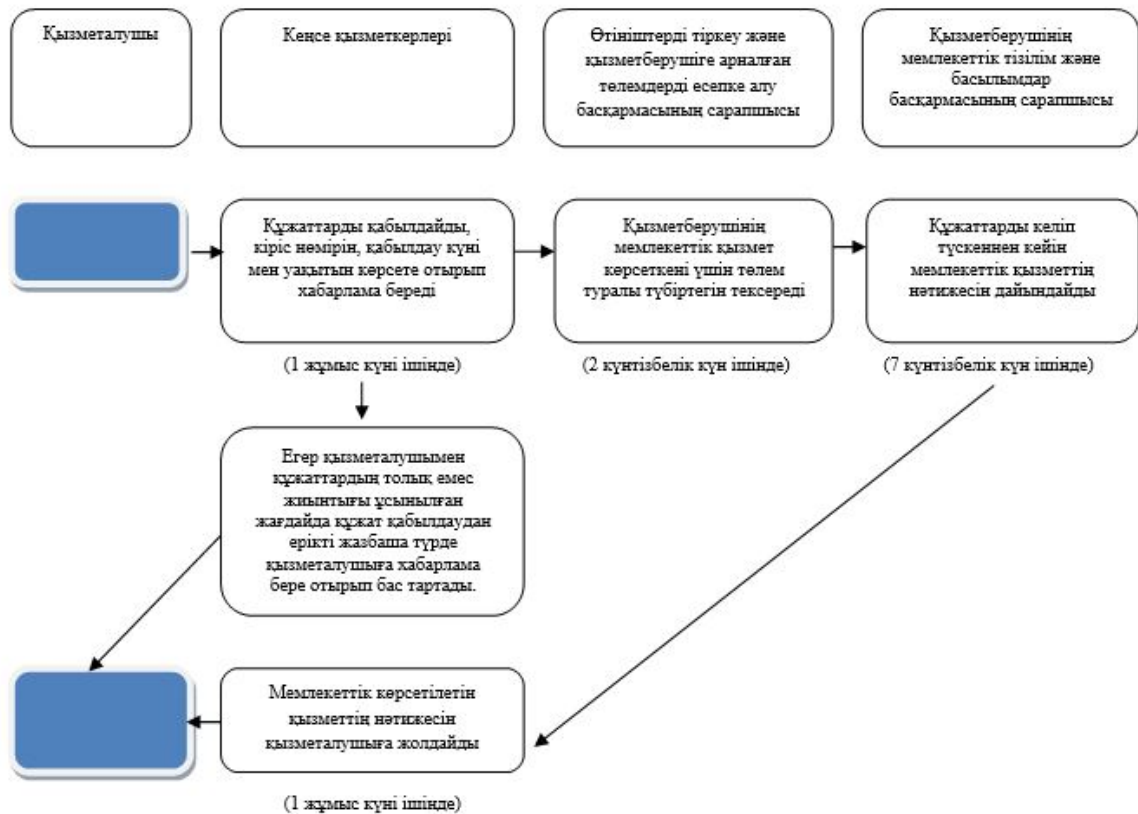 Қызметалушы
Кеңсе қызметкерлері
Өтініштерді тіркеу және
қызметберушіге арналған
төлемдерді есепке алу
басқармасының сарапшысы
Қызметберушінің
мемлекеттік тізілім және
басылымдар
басқармасының сарапшысы
Құжаттарды қабылдайды,
кіріс нөмірін, қабылдау күні
мен уақытын көрсете отырып
хабарлама береді
(1 жұмыс күні ішінде)
Қызметберушінің
мемлекеттік қызмет
көрсеткені үшін төлем
туралы түбіртегін тексереді
(2 күнтізбелік күн ішінде)
Құжаттарды келіп
түскеннен кейін
мемлекеттік қызметтің
нәтижесін дайындайды
(7 күнтізбелік күн ішінде)
Егер қызметалушымен
құжаттардың толық емес
жиынтығы ұсынылған
жағдайда құжат қабылдаудан
ерікті жазбаша түрде
қызметалушыға хабарлама
бере отырып бас тартады.
Мемлекеттік көрсетілетін
қызметтің нәтижесін
қызметалушыға жолдайды
(1 жұмыс күні ішінде)